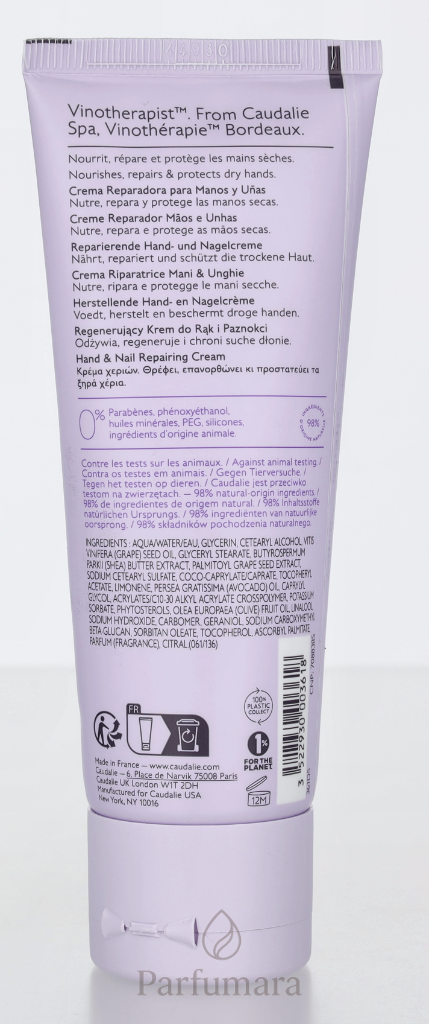 Vinotherapist™. From Caudalie
Spa, Vinothérapie™ Bordeaux.
Nourrit, répare et protège les mains sèches.
Nourishes, repairs & protects dry hands.
Crema Reparadora para Manos y Uñas
Nutre, repara y protege las manos secas.
Creme Reparador Mãos e Unhas
Nutre, repara e protege as mãos secas.
Reparierende Hand- und Nagelcreme
Nährt, repariert und schützt die trockene Haut.
Crema Riparatrice Mani & Unghie
Nutre, ripara e protegge le mani secche.
Herstellende Hand- en Nagelcrème
Voedt, herstelt en beschermt droge handen.
Regenerujący Krem do Rąk i Paznokci
Odżywia, regeneruje i chroni suche dłonie.
Hand & Nail Repairing Cream
Κρέμα χεριών. Θρέφει, επανορθώνει κι προστατεύει τα
ξηρά χέρια.
0% Parabènes, phénoxyéthanol,
huiles minérales, PEG, silicones,
ingrédients d'origine animale.
98%
Contre les tests sur les animaux. / Against animal testing /
Contra os testes em animais. / Gegen Tierversuche /
Tegen het testen op dieren. / Caudalie jest przeciwko
testom na zwierzętach. – 98% natural-origin ingredients. /
98% de ingredientes de origem natural. / 98% Inhaltsstoffe
natürlichen Ursprungs. / 98% ingrediënten van natuurlijke
oorsprong. / 98% składników pochodzenia naturalnego.
INGREDIENTS : AQUA/WATER/EAU, GLYCERIN, CETEARYL ALCOHOL, VITIS
VINIFERA (GRAPE) SEED OIL, GLYCERYL STEARATE, BUTYROSPERMUM
PARKII (SHEA) BUTTER EXTRACT, PALMITOYL GRAPE SEED EXTRACT,
SODIUM CETEARYL SULFATE, COCO-CAPRYLATE/CAPRATE, TOCOPHERYL
ACETATE, LIMONENE, PERSEA GRATISSIMA (AVOCADO) OIL, CAPRYLYL
GLYCOL, ACRYLATES/C10-30 ALKYL ACRYLATE CROSSPOLYMER, POTASSIUM
SORBATE, PHYTOSTEROLS, OLEA EUROPAEA (OLIVE) FRUIT OIL, LINALOOL,
SODIUM HYDROXIDE, CARBOMER, GERANIOL, SODIUM CARBOXYMETHYL
BETA GLUCAN, SORBITAN OLEATE, TOCOPHEROL, ASCORBYL PALMITATE,
PARFUM (FRAGRANCE), CITRAL (061/136)
FR
100%
PLASTIC
COLLECT
1%
FOR THE
PLANET
12M
3 522930 003618
Made in France – www.caudalie.com
Caudalie – 6, Place de Narvik 75008 Paris
Caudalie UK London W1T 2DH
Manufactured for Caudalie USA
New York, NY 10016
Parfumara